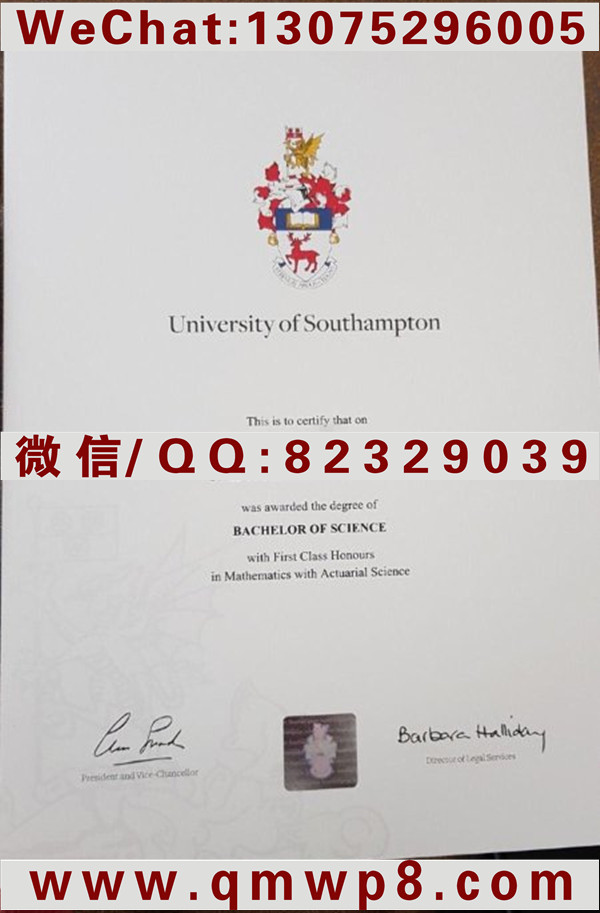 WeChat:13075296005
University of Southampton
This is to certify that on
微信/QQ:82329039
was awarded the degree of
BACHELOR OF SCIENCE
with First Class Honours
in Mathematics with Actuarial Science
Barbara Halliday
President and Vice-Chancellor
Director of Legal Services
www.qmwp8.com